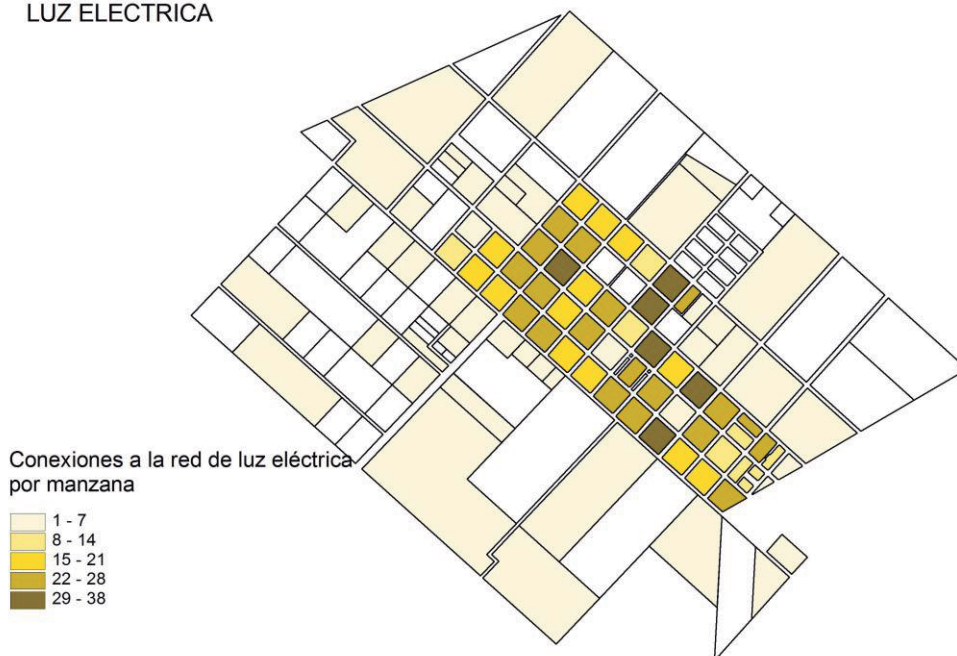 LUZ ELECTRICA
Conexiones a la red de luz eléctrica
por manzana
1 - 7
8 - 14
15 - 21
22 - 28
29 - 38